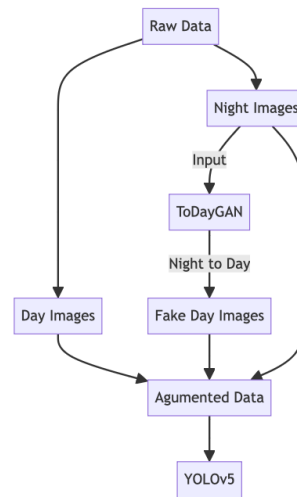 Raw Data
Night Images
Input
ToDayGAN
Night to Day
Day Images
Fake Day Images
Agumented Data
YOLOv5